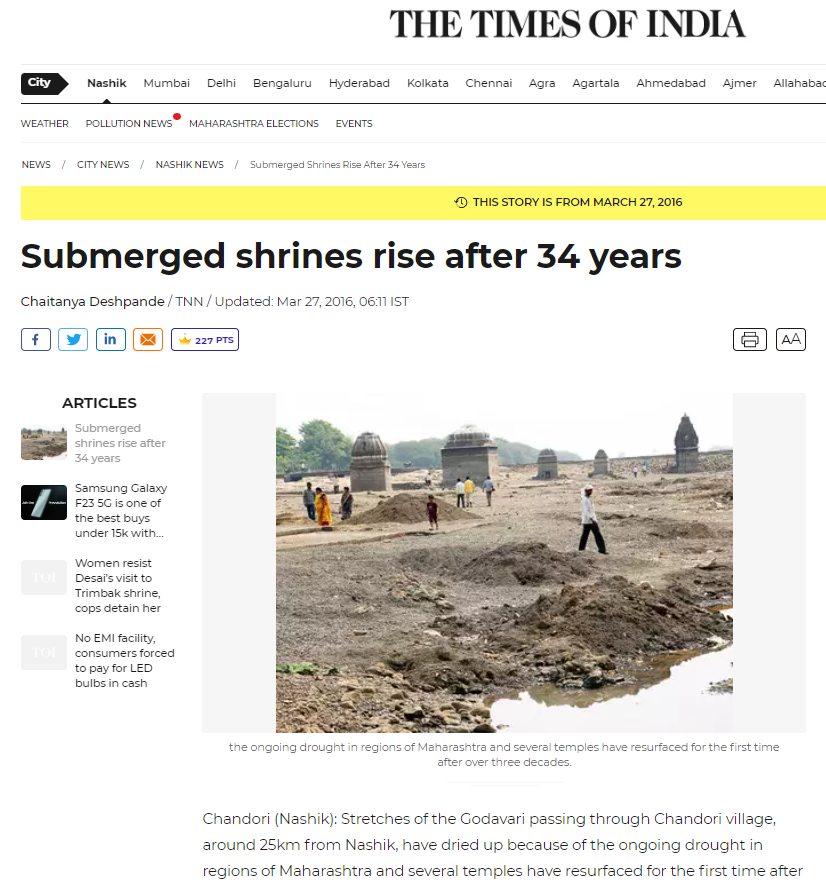 THE TIMES OF INDIA
City Nashik Mumbai Delhi Bengaluru Hyderabad Kolkata Chennai Agra Agartala Ahmedabad Ajmer Allahabad
WEATHER POLLUTION NEWS MAHARASHTRA ELECTIONS EVENTS
NEWS / CITY NEWS / NASHIK NEWS / Submerged Shrines Rise After 34 Years
THIS STORY IS FROM MARCH 27, 2016
Submerged shrines rise after 34 years
Chaitanya Deshpande / TNN / Updated: Mar 27, 2016, 06:11 IST
f in 227 PTS AA
ARTICLES
Submerged
shrines rise after
34 years
Samsung Galaxy
F23 5G is one of
the best buys
under 15k with...
TOI
Women resist
Desai's visit to
Trimbak shrine,
cops detain her
TOI
No EMI facility,
consumers forced
to pay for LED
bulbs in cash
the ongoing drought in regions of Maharashtra and several temples have resurfaced for the first time
after over three decades.
Chandori (Nashik): Stretches of the Godavari passing through Chandori village,
around 25km from Nashik, have dried up because of the ongoing drought in
regions of Maharashtra and several temples have resurfaced for the first time after